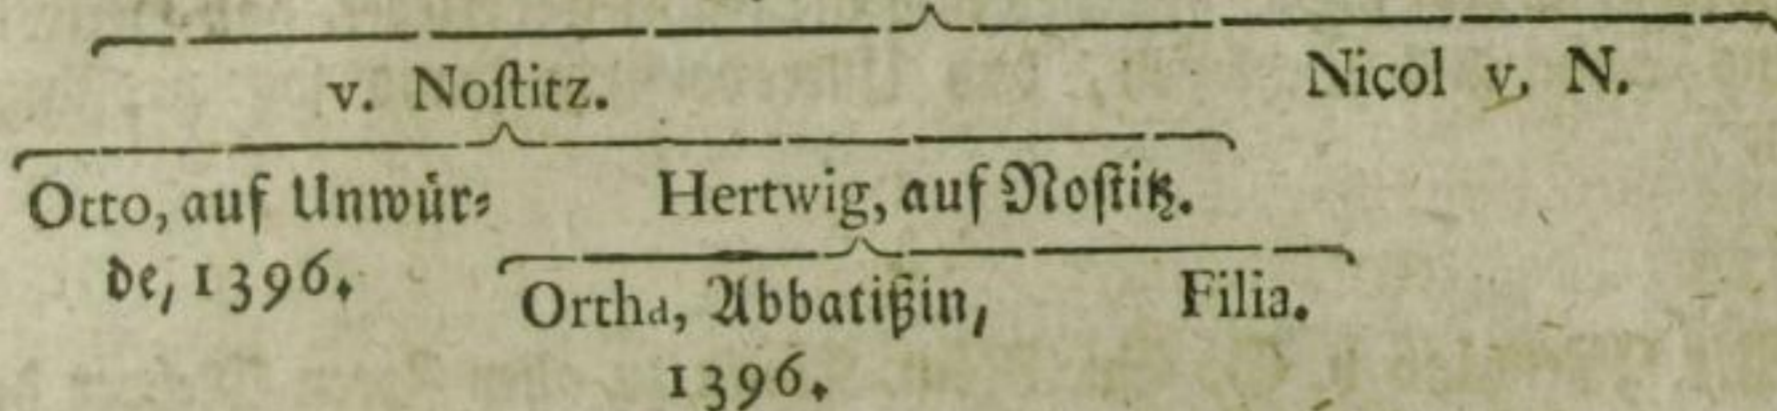 v. Noſtitz. Nicol v. N.
Otto, auf Unwür⸗ Hertwig, auf Noſtitz.
de, 1396. Ortha, Abbatißin, Filia.
1396.